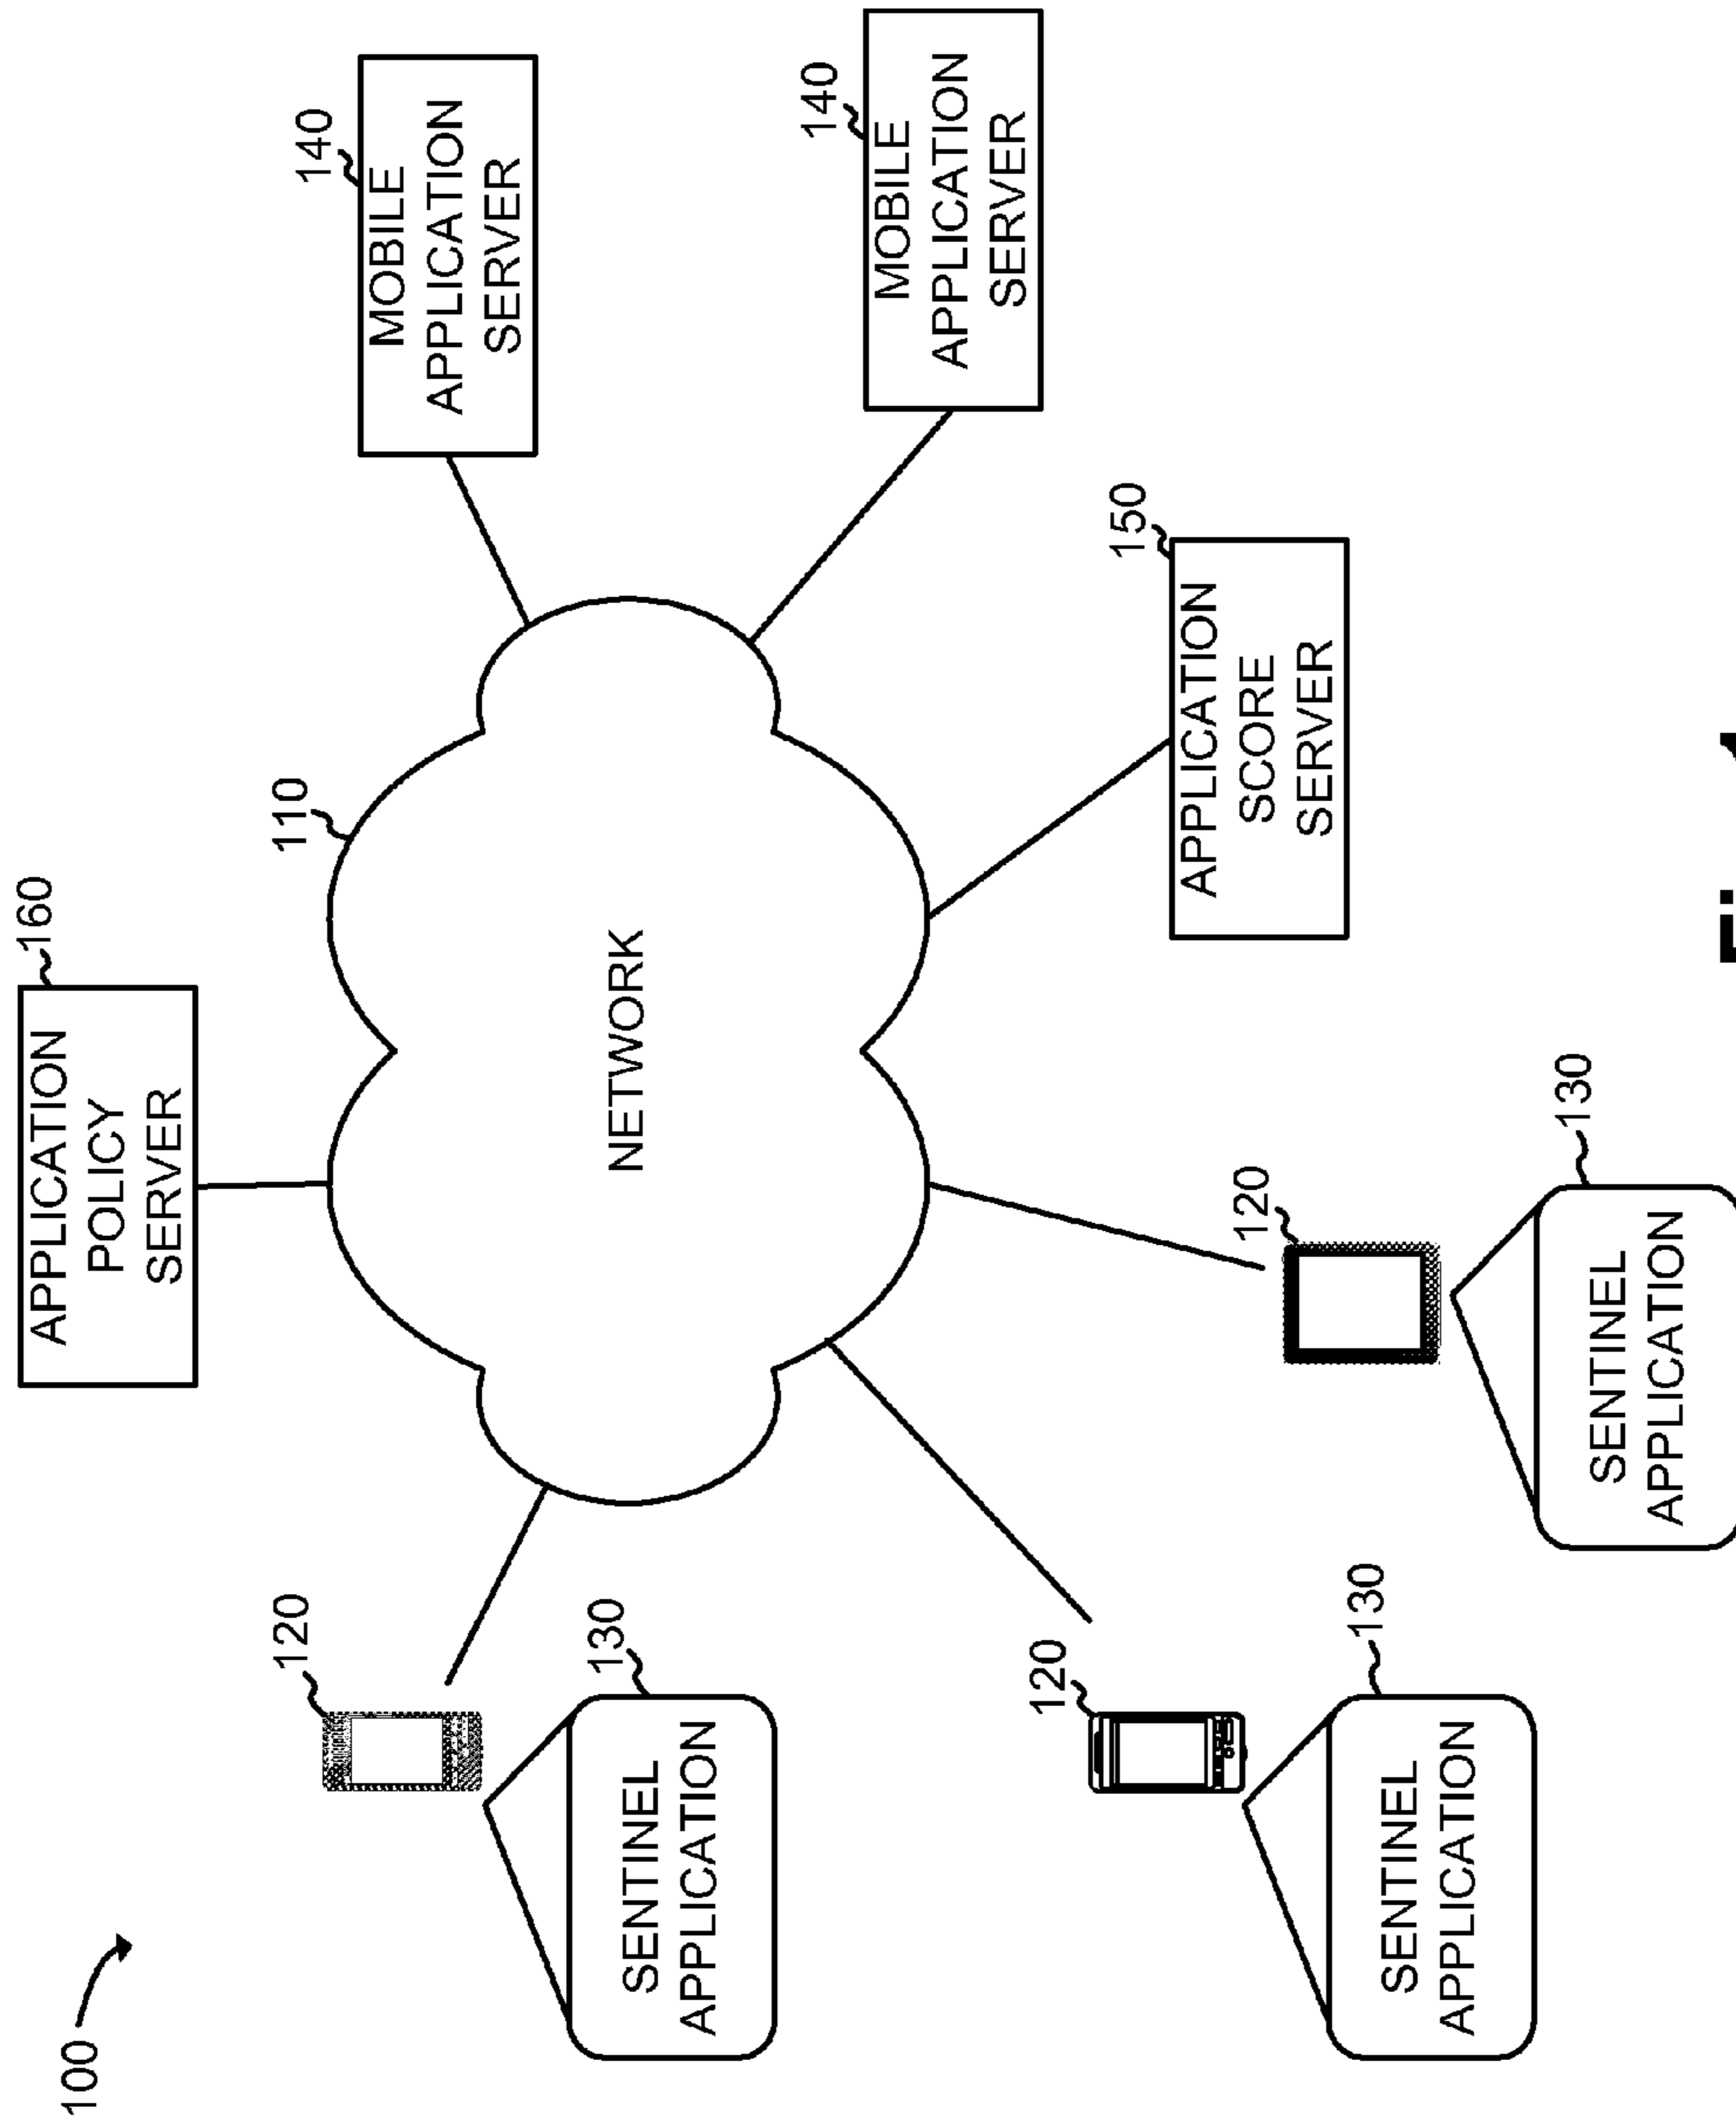 100
160
APPLICATION
POLICY
SERVER
120
110
140
MOBILE
APPLICATION
SERVER
130
SENTINEL
APPLICATION
NETWORK
140
MOBILE
APPLICATION
SERVER
120
150
APPLICATION
SCORE
SERVER
130
SENTINEL
APPLICATION
120
130
SENTINEL
APPLICATION